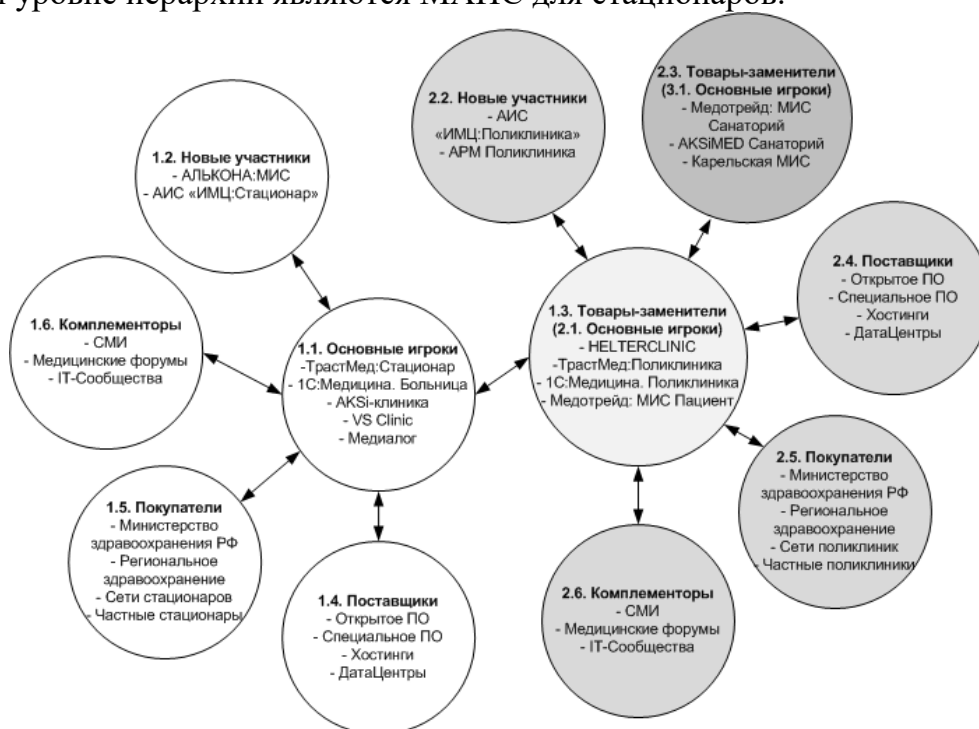 уровне иерархии являются МАИС для стационаров.
2.3. Товары-заменители
(3.1. Основные игроки)
- Медотрейд: МИС
Санаторий
- AKSiMED Санаторий
- Карельская МИС
2.2. Новые участники
- АИС
«ИМЦ:Поликлиника»
- АРМ Поликлиника
1.2. Новые участники
- АЛЬКОНА:МИС
- АИС «ИМЦ:Стационар»
2.4. Поставщики
- Открытое ПО
- Специальное ПО
- Хостинги
- ДатаЦентры
1.6. Комплементоры
- СМИ
- Медицинские форумы
- IT-Сообщества
1.1. Основные игроки
-ТрастМед:Стационар
- 1С:Медицина. Больница
- AKSi-клиника
- VS Clinic
- Медиалог
1.3. Товары-заменители
(2.1. Основные игроки)
- HELTERCLINIC
- ТрастМед:Поликлиника
- 1С:Медицина. Поликлиника
- Медотрейд: МИС Пациент
2.5. Покупатели
- Министерство
здравоохранения РФ
- Региональное
здравоохранение
- Сети поликлиник
- Частные поликлиники
1.5. Покупатели
- Министерство
здравоохранения РФ
- Региональное
здравоохранение
- Сети стационаров
- Частные стационары
1.4. Поставщики
- Открытое ПО
- Специальное ПО
- Хостинги
- ДатаЦентры
2.6. Комплементоры
- СМИ
- Медицинские форумы
- IT-Сообщества